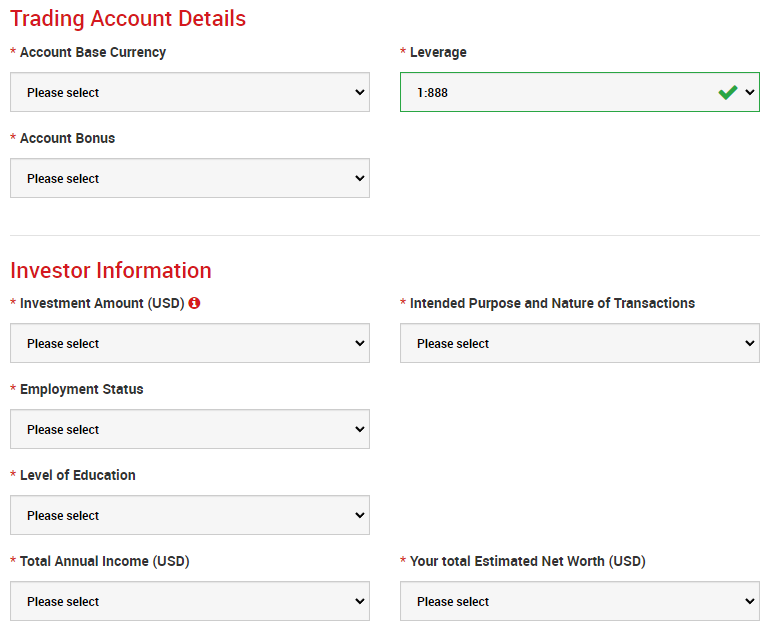 Trading Account Details
* Account Base Currency
* Leverage
Please select
1:888
* Account Bonus
Please select
Investor Information
* Investment Amount (USD)
* Intended Purpose and Nature of Transactions
Please select
Please select
* Employment Status
Please select
* Level of Education
Please select
* Total Annual Income (USD)
* Your total Estimated Net Worth (USD)
Please select
Please select